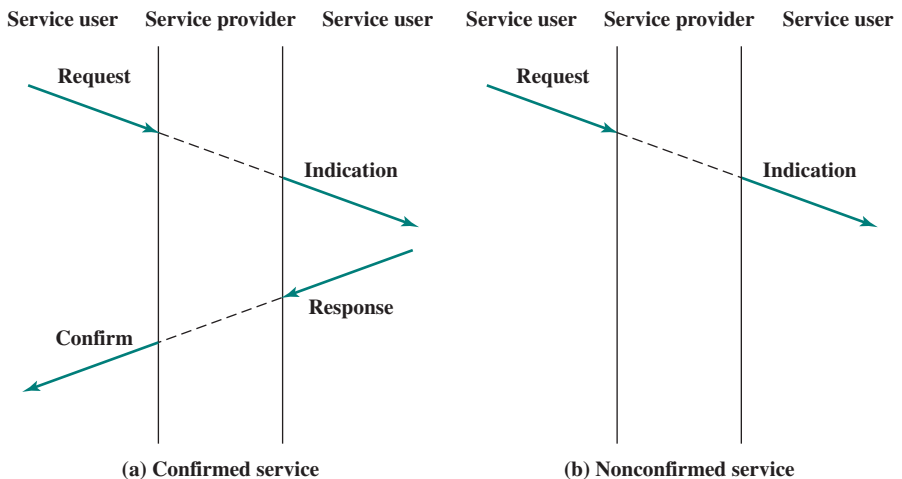 Service user Service provider Service user
Request
Indication
Response
Confirm
(a) Confirmed service
Service user Service provider Service user
Request
Indication
(b) Nonconfirmed service